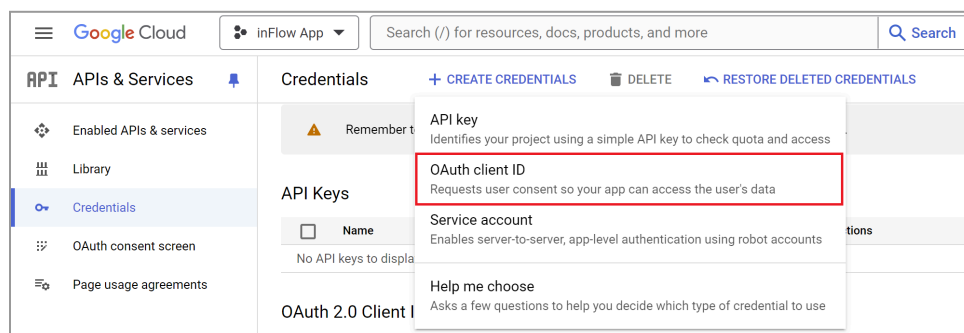 Google Cloud inFlow App Search (/) for resources, docs, products, and more Search
API APIs & Services Credentials + CREATE CREDENTIALS DELETE RESTORE DELETED CREDENTIALS
Enabled APIs & services
Library
Credentials
OAuth consent screen
Page usage agreements
Remember t
API Keys
Name
tions
No API keys to displa
OAuth 2.0 Client I
API key
Identifies your project using a simple API key to check quota and access
OAuth client ID
Requests user consent so your app can access the user's data
Service account
Enables server-to-server, app-level authentication using robot accounts
Help me choose
Asks a few questions to help you decide which type of credential to use